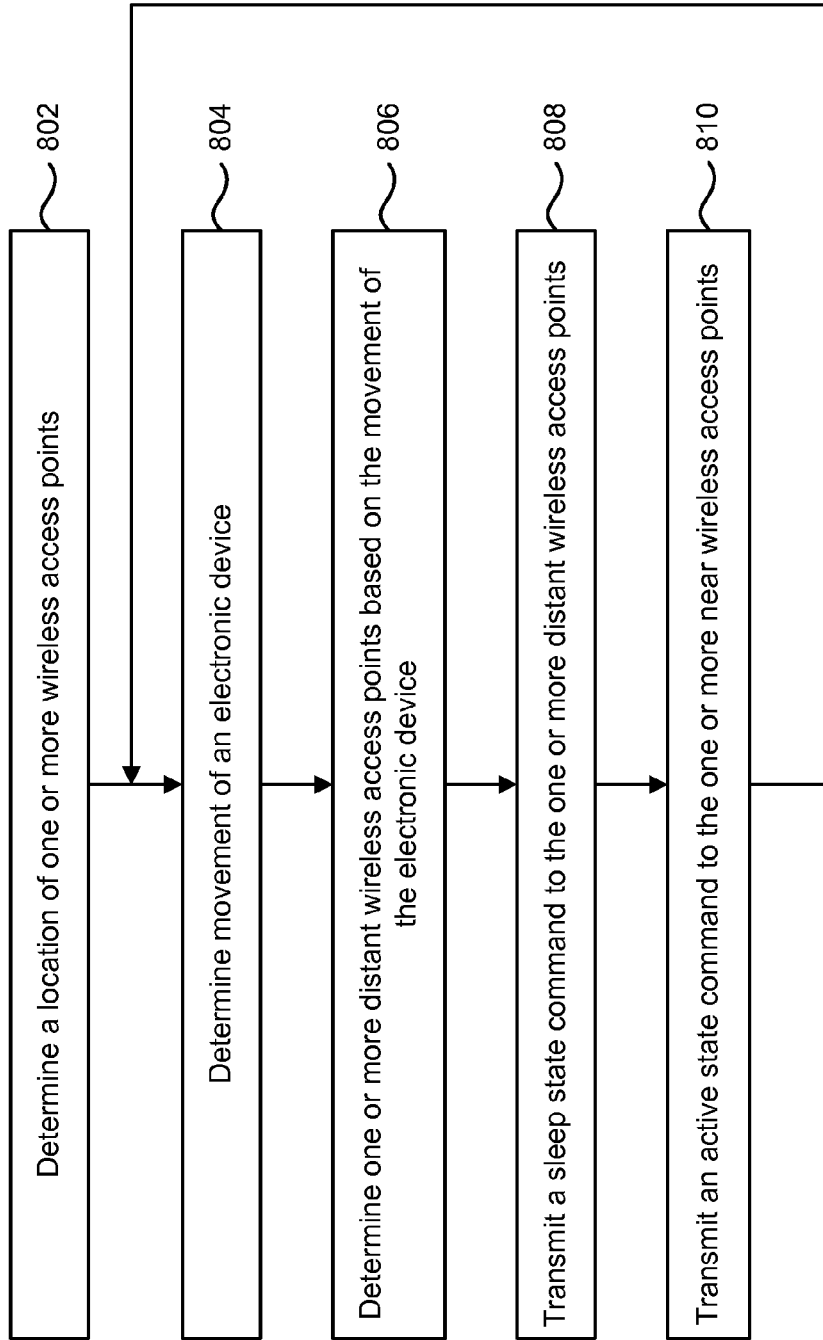 Determine a location of one or more wireless access points
802
Determine movement of an electronic device
804
Determine one or more distant wireless access points based on the movement of
the electronic device
806
Transmit a sleep state command to the one or more distant wireless access points
808
Transmit an active state command to the one or more near wireless access points
810